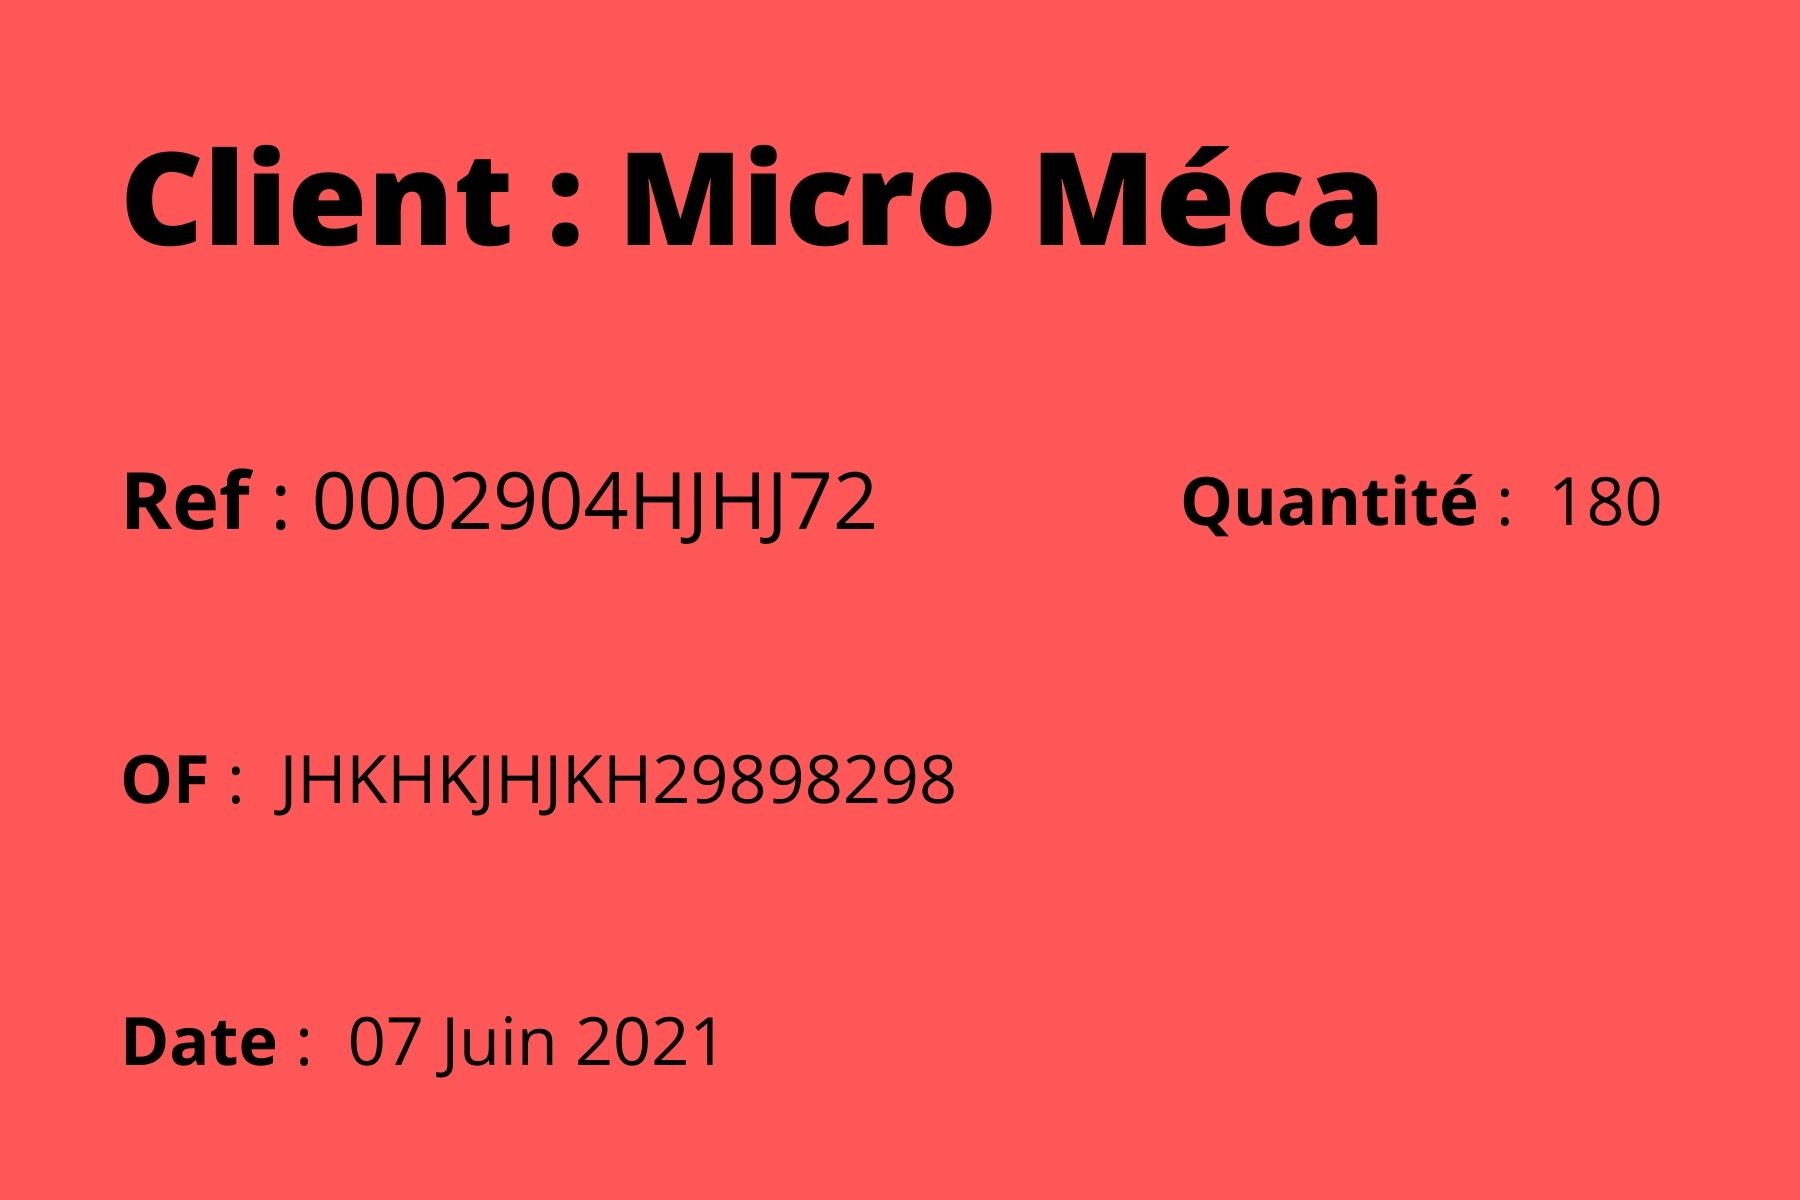 Client : Micro Méca
Ref : 0002904HJHJ72 Quantité : 180
OF : JHKHKJHJKH29898298
Date : 07 Juin 2021